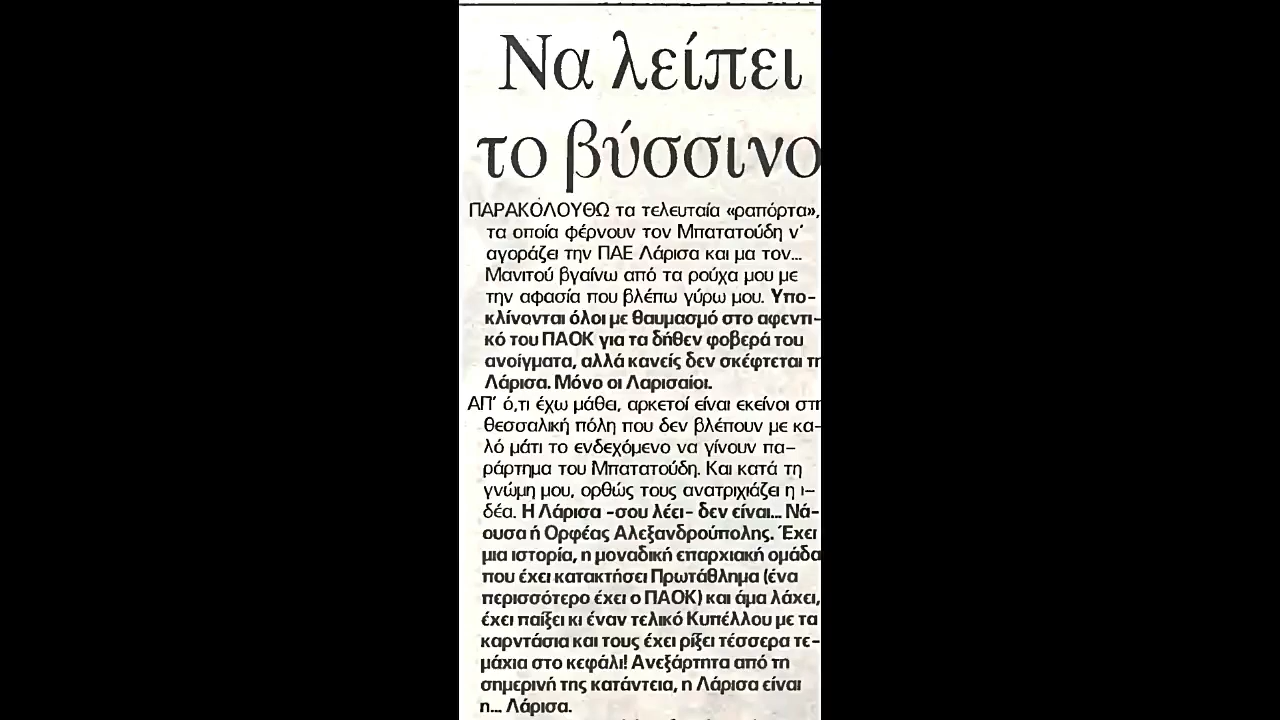 Να λείπει
το βύσσινο
ΠΑΡΑΚΟΛΟΥΘΩ τα τελευταία «ραπόρτα»,
τα οποία φέρνουν τον Μπατατούδη ν'
αγοράζει την ΠΑΕ Λάρισα και μα τον...
Μανιτού βγαίνω από τα ρούχα μου με
την αφασία που βλέπω γύρω μου. Υπο-
κλίνονται όλοι με θαυμασμό στο αφεντι-
κό του ΠΑΟΚ για τα δήθεν φοβερά του
ανοίγματα, αλλά κανείς δεν σκέφτεται τη
Λάρισα. Μόνο οι Λαρισαίοι.
ΑΠ' ό,τι έχω μάθει, αρκετοί είναι εκείνοι στη
θεσσαλική πόλη που δεν βλέπουν με κα-
λό μάτι το ενδεχόμενο να γίνουν πα-
ράρτημα του Μπατατούδη. Και κατά τη
γνώμη μου, ορθώς τους ανατριχιάζει η ι-
δέα. Η Λάρισα -σου λέει- δεν είναι... Νά-
ουσα ή Ορφέας Αλεξανδρούπολης. Έχει
μια ιστορία, η μοναδική επαρχιακή ομάδα
που έχει κατακτήσει Πρωτάθλημα (ένα
περισσότερο έχει ο ΠΑΟΚ) και άμα λάχει,
έχει παίξει κι έναν τελικό Κυπέλλου με τα
καρντάσια και τους έχει ρίξει τέσσερα τε-
μάχια στο κεφάλι! Ανεξάρτητα από τη
σημερινή της κατάντεια, η Λάρισα είναι
η... Λάρισα.